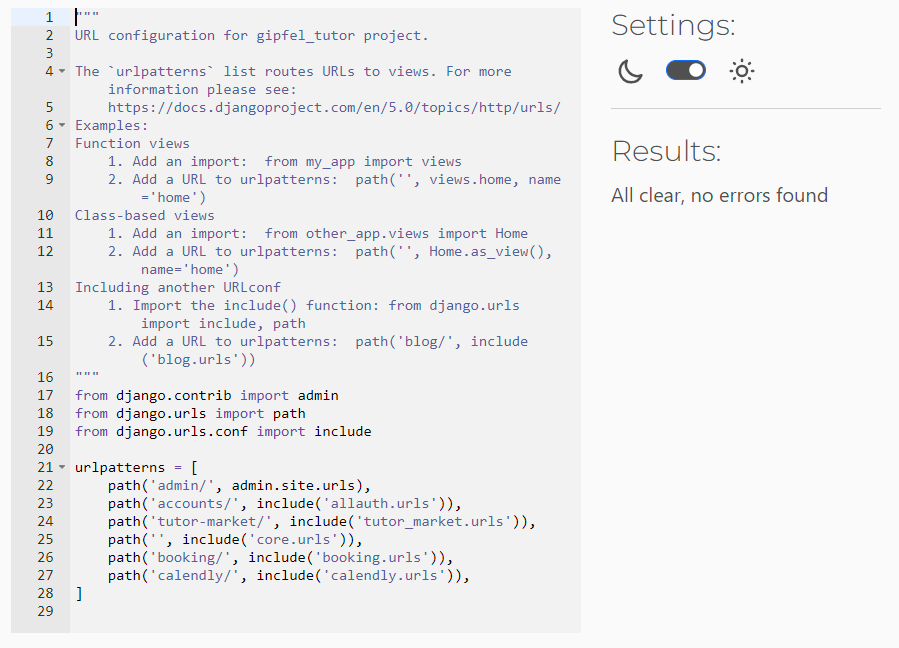 1 """
2 URL configuration for gipfel_tutor project.
3
4 The `urlpatterns` list routes URLs to views. For more
information please see:
5     https://docs.djangoproject.com/en/5.0/topics/http/urls/
6 Examples:
7 Function views
8     1. Add an import:  from my_app import views
9     2. Add a URL to urlpatterns:  path('', views.home, name
='home')
10 Class-based views
11     1. Add an import:  from other_app.views import Home
12     2. Add a URL to urlpatterns:  path('', Home.as_view(),
name='home')
13 Including another URLconf
14     1. Import the include() function: from django.urls
import include, path
15     2. Add a URL to urlpatterns:  path('blog/', include
('blog.urls'))
16 """
17 from django.contrib import admin
18 from django.urls import path
19 from django.urls.conf import include
20
21 urlpatterns = [
22     path('admin/', admin.site.urls),
23     path('accounts/', include('allauth.urls')),
24     path('tutor-market/', include('tutor_market.urls')),
25     path('', include('core.urls')),
26     path('booking/', include('booking.urls')),
27     path('calendly/', include('calendly.urls')),
28 ]
29
Settings:
Results:
All clear, no errors found